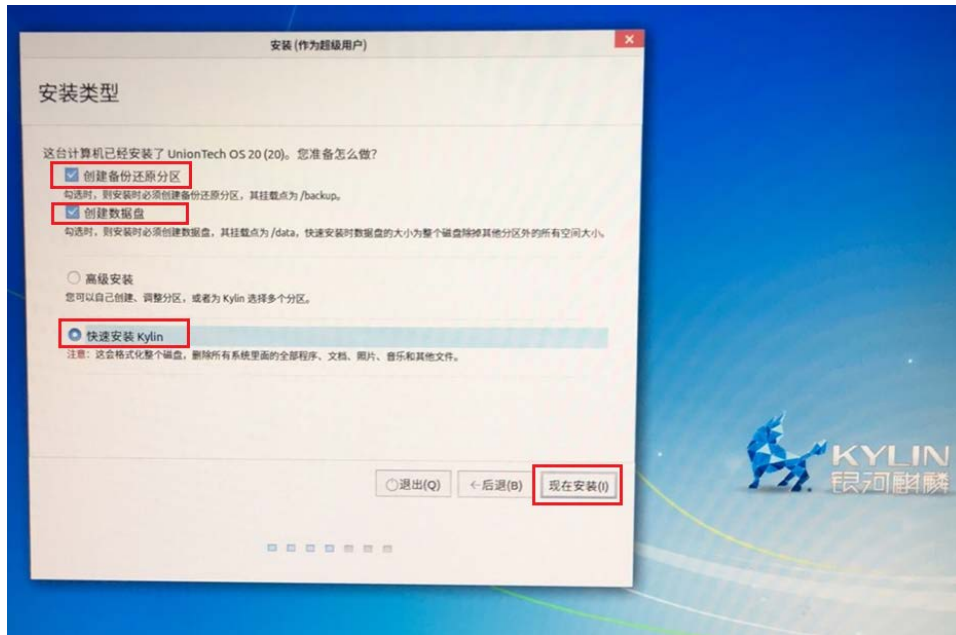 安装 (作为超级用户)
安装类型
这台计算机已经安装了 UnionTech OS 20 (20)。您准备怎么做?
创建备份还原分区
勾选时，则安装时必须创建备份还原分区，其挂载点为 /backup。
创建数据盘
勾选时，则安装时必须创建数据盘，其挂载点为 /data，快速安装时数据盘的大小为整个磁盘除掉其他分区外的所有空间大小。
高级安装
您可以自己创建、调整分区，或者为 Kylin 选择多个分区。
快速安装 Kylin
注意：这会格式化整个磁盘，删除所有系统里面的全部程序、文档、照片、音乐和其他文件。
退出(Q) ←后退(B) 现在安装(I)
KYLIN
银河麒麟